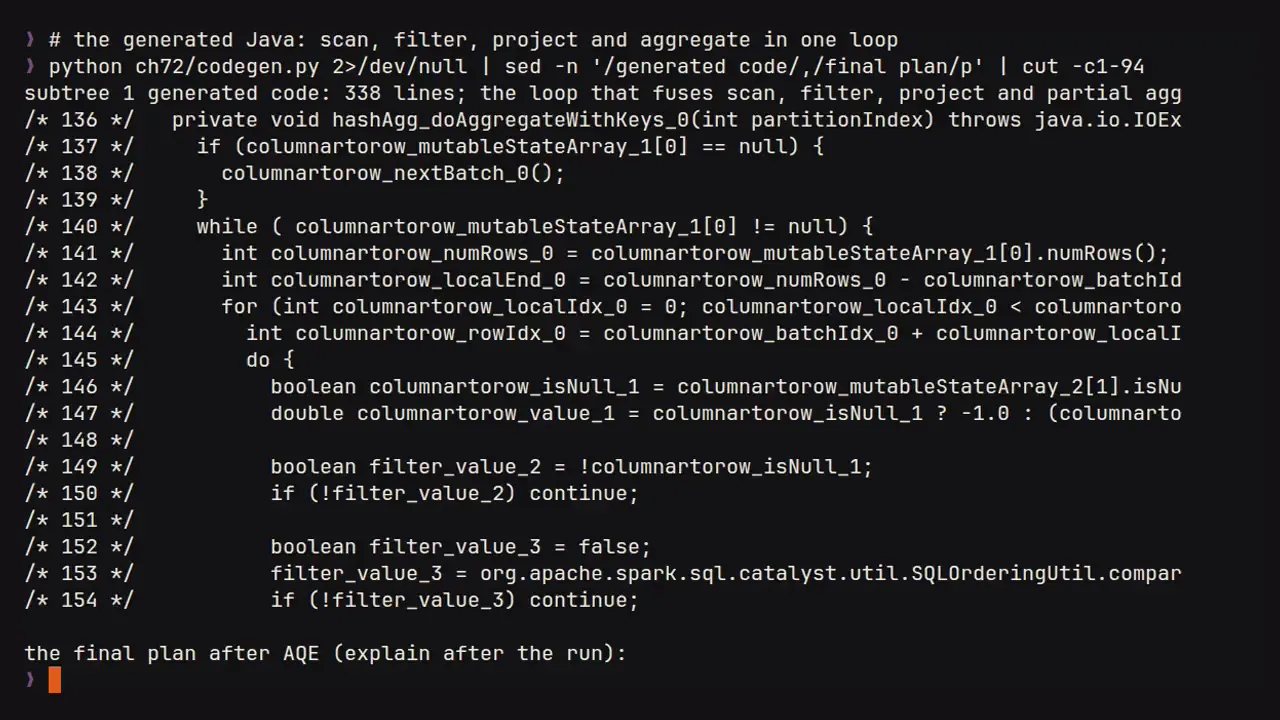 ❯ # the generated Java: scan, filter, project and aggregate in one loop
❯ python ch72/codegen.py 2>/dev/null | sed -n '/generated code/,/final plan/p' | cut -c1-94
subtree 1 generated code: 338 lines; the loop that fuses scan, filter, project and partial agg
/* 136 */   private void hashAgg_doAggregateWithKeys_0(int partitionIndex) throws java.io.IOEx
/* 137 */     if (columnartorow_mutableStateArray_1[0] == null) {
/* 138 */       columnartorow_nextBatch_0();
/* 139 */     }
/* 140 */     while ( columnartorow_mutableStateArray_1[0] != null) {
/* 141 */       int columnartorow_numRows_0 = columnartorow_mutableStateArray_1[0].numRows();
/* 142 */       int columnartorow_localEnd_0 = columnartorow_numRows_0 - columnartorow_batchId
/* 143 */       for (int columnartorow_localIdx_0 = 0; columnartorow_localIdx_0 < columnartoro
/* 144 */         int columnartorow_rowIdx_0 = columnartorow_batchIdx_0 + columnartorow_localI
/* 145 */         do {
/* 146 */           boolean columnartorow_isNull_1 = columnartorow_mutableStateArray_2[1].isNu
/* 147 */           double columnartorow_value_1 = columnartorow_isNull_1 ? -1.0 : (columnarto
/* 148 */
/* 149 */           boolean filter_value_2 = !columnartorow_isNull_1;
/* 150 */           if (!filter_value_2) continue;
/* 151 */
/* 152 */           boolean filter_value_3 = false;
/* 153 */           filter_value_3 = org.apache.spark.sql.catalyst.util.SQLOrderingUtil.compar
/* 154 */           if (!filter_value_3) continue;
the final plan after AQE (explain after the run):
❯